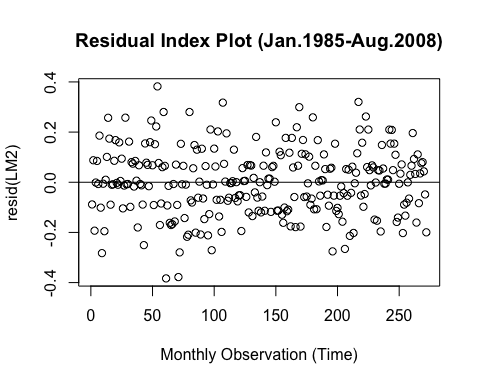 Residual Index Plot (Jan.1985-Aug.2008)
resid(LM2)
0.4
0.2
0.0
-0.2
-0.4
0 50 100 150 200 250
Monthly Observation (Time)